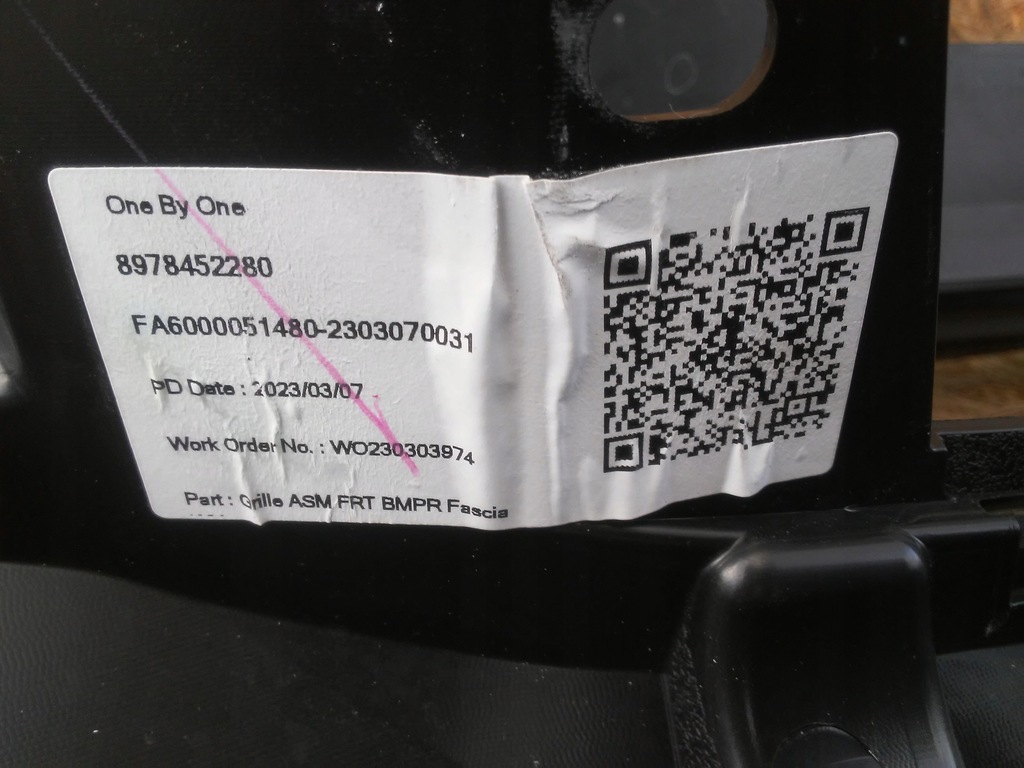 One By One
8978452280
FA6000051480-2303070031
PD Date : 2023/03/07
Work Order No. : WO230303974
Part : Grille ASM FRT BMPR Fascia